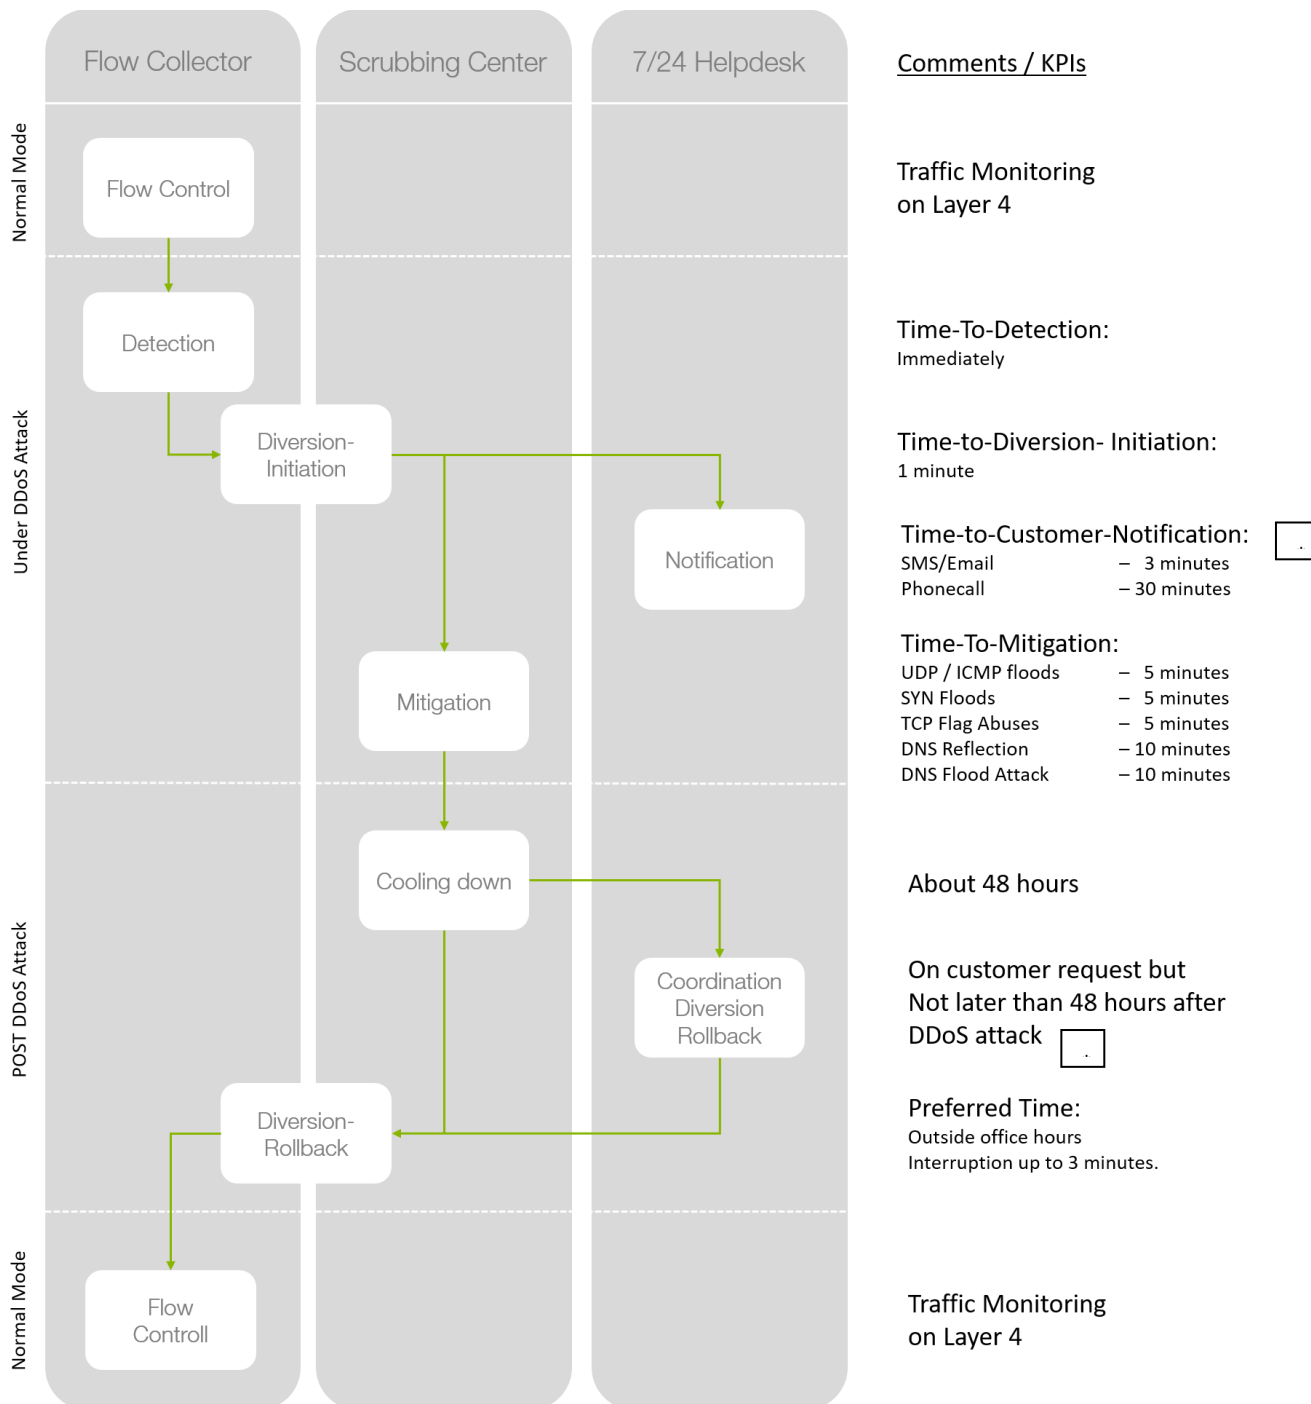 Flow Collector
Scrubbing Center
7/24 Helpdesk
Comments / KPIs
Normal Mode
Flow Control
Traffic Monitoring
on Layer 4
Under DDoS Attack
Detection
Time-To-Detection:
Immediately
Diversion-
Initiation
Time-to-Diversion- Initiation:
1 minute
Notification
Time-to-Customer-Notification:
.
SMS/Email – 3 minutes
Phonecall – 30 minutes
Mitigation
Time-To-Mitigation:
UDP / ICMP floods – 5 minutes
SYN Floods – 5 minutes
TCP Flag Abuses – 5 minutes
DNS Reflection – 10 minutes
DNS Flood Attack – 10 minutes
POST DDoS Attack
Cooling down
About 48 hours
Coordination
Diversion
Rollback
On customer request but
Not later than 48 hours after
DDoS attack
.
Diversion-
Rollback
Preferred Time:
Outside office hours
Interruption up to 3 minutes.
Normal Mode
Flow
Controll
Traffic Monitoring
on Layer 4